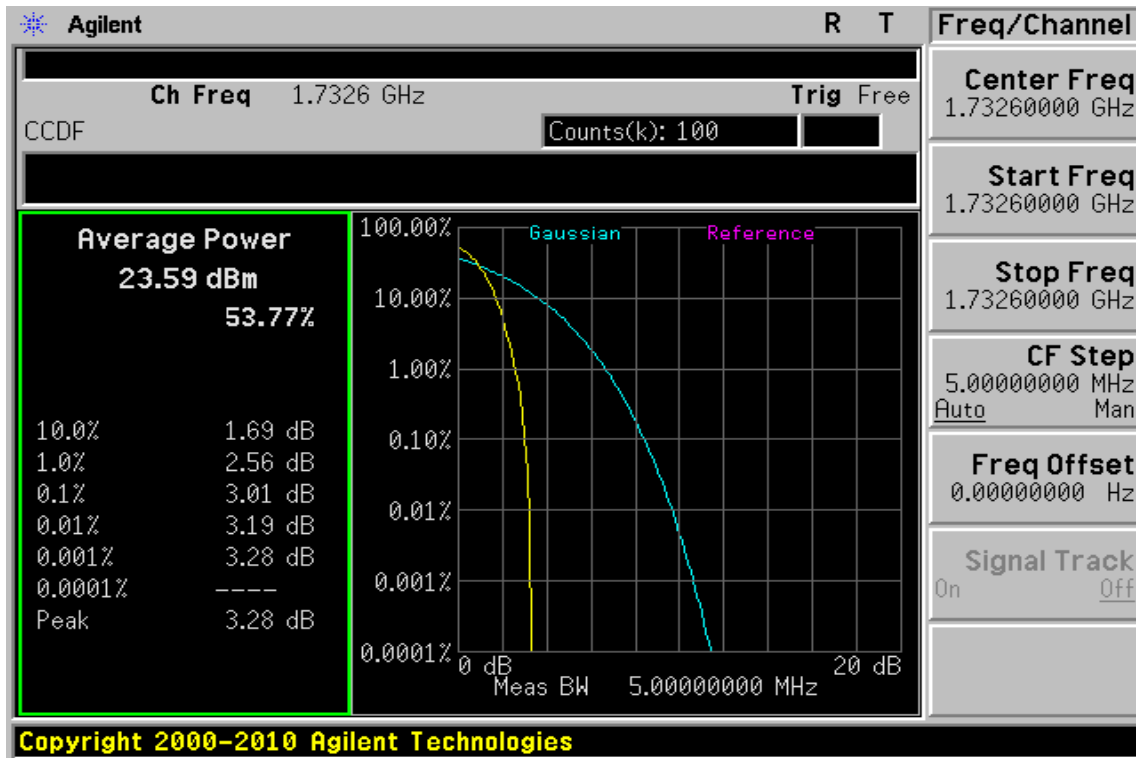 Agilent R T
Ch Freq 1.7326 GHz Trig Free
CCDF Counts(k): 100
Average Power
23.59 dBm
53.77%
10.0% 1.69 dB
1.0% 2.56 dB
0.1% 3.01 dB
0.01% 3.19 dB
0.001% 3.28 dB
0.0001% ----
Peak 3.28 dB
Gaussian Reference
100.00%
10.00%
1.00%
0.10%
0.01%
0.001%
0.0001%
0 dB 20 dB
Meas BW 5.00000000 MHz
Freq/Channel
Center Freq
1.73260000 GHz
Start Freq
1.73260000 GHz
Stop Freq
1.73260000 GHz
CF Step
5.00000000 MHz
Auto Man
Freq Offset
0.00000000 Hz
Signal Track
On Off
Copyright 2000-2010 Agilent Technologies